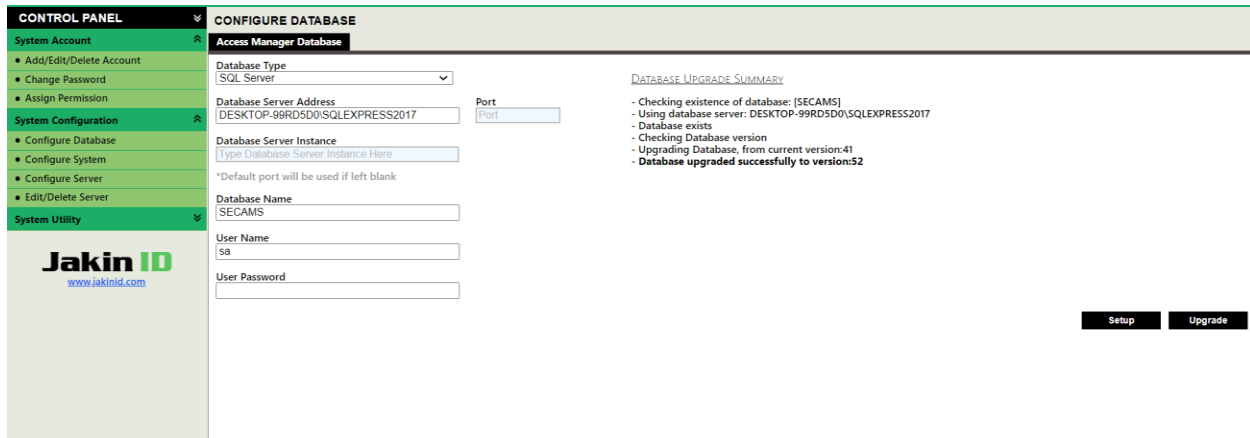 CONTROL PANEL
System Account
• Add/Edit/Delete Account
• Change Password
• Assign Permission
System Configuration
• Configure Database
• Configure System
• Configure Server
• Edit/Delete Server
System Utility
Jakin ID
www.jakinid.com
CONFIGURE DATABASE
Access Manager Database
Database Type
SQL Server
Database Server Address
Port
DESKTOP-99RD5D0\SQLEXPRESS2017
Port
Database Server Instance
Type Database Server Instance Here
*Default port will be used if left blank
Database Name
SECAMS
User Name
sa
User Password
DATABASE UPGRADE SUMMARY
- Checking existence of database: [SECAMS]
- Using database server: DESKTOP-99RD5D0\SQLEXPRESS2017
- Database exists
- Checking Database version
- Upgrading Database, from current version:41
- Database upgraded successfully to version:52
Setup
Upgrade